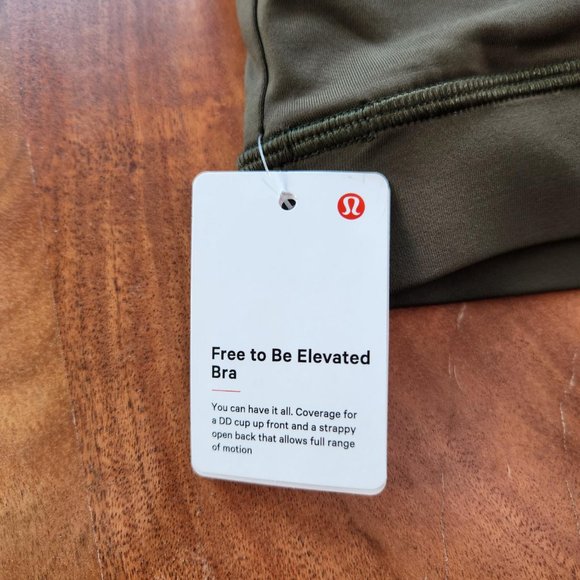 Free to Be Elevated
Bra
You can have it all. Coverage for
a DD cup up front and a strappy
open back that allows full range
of motion